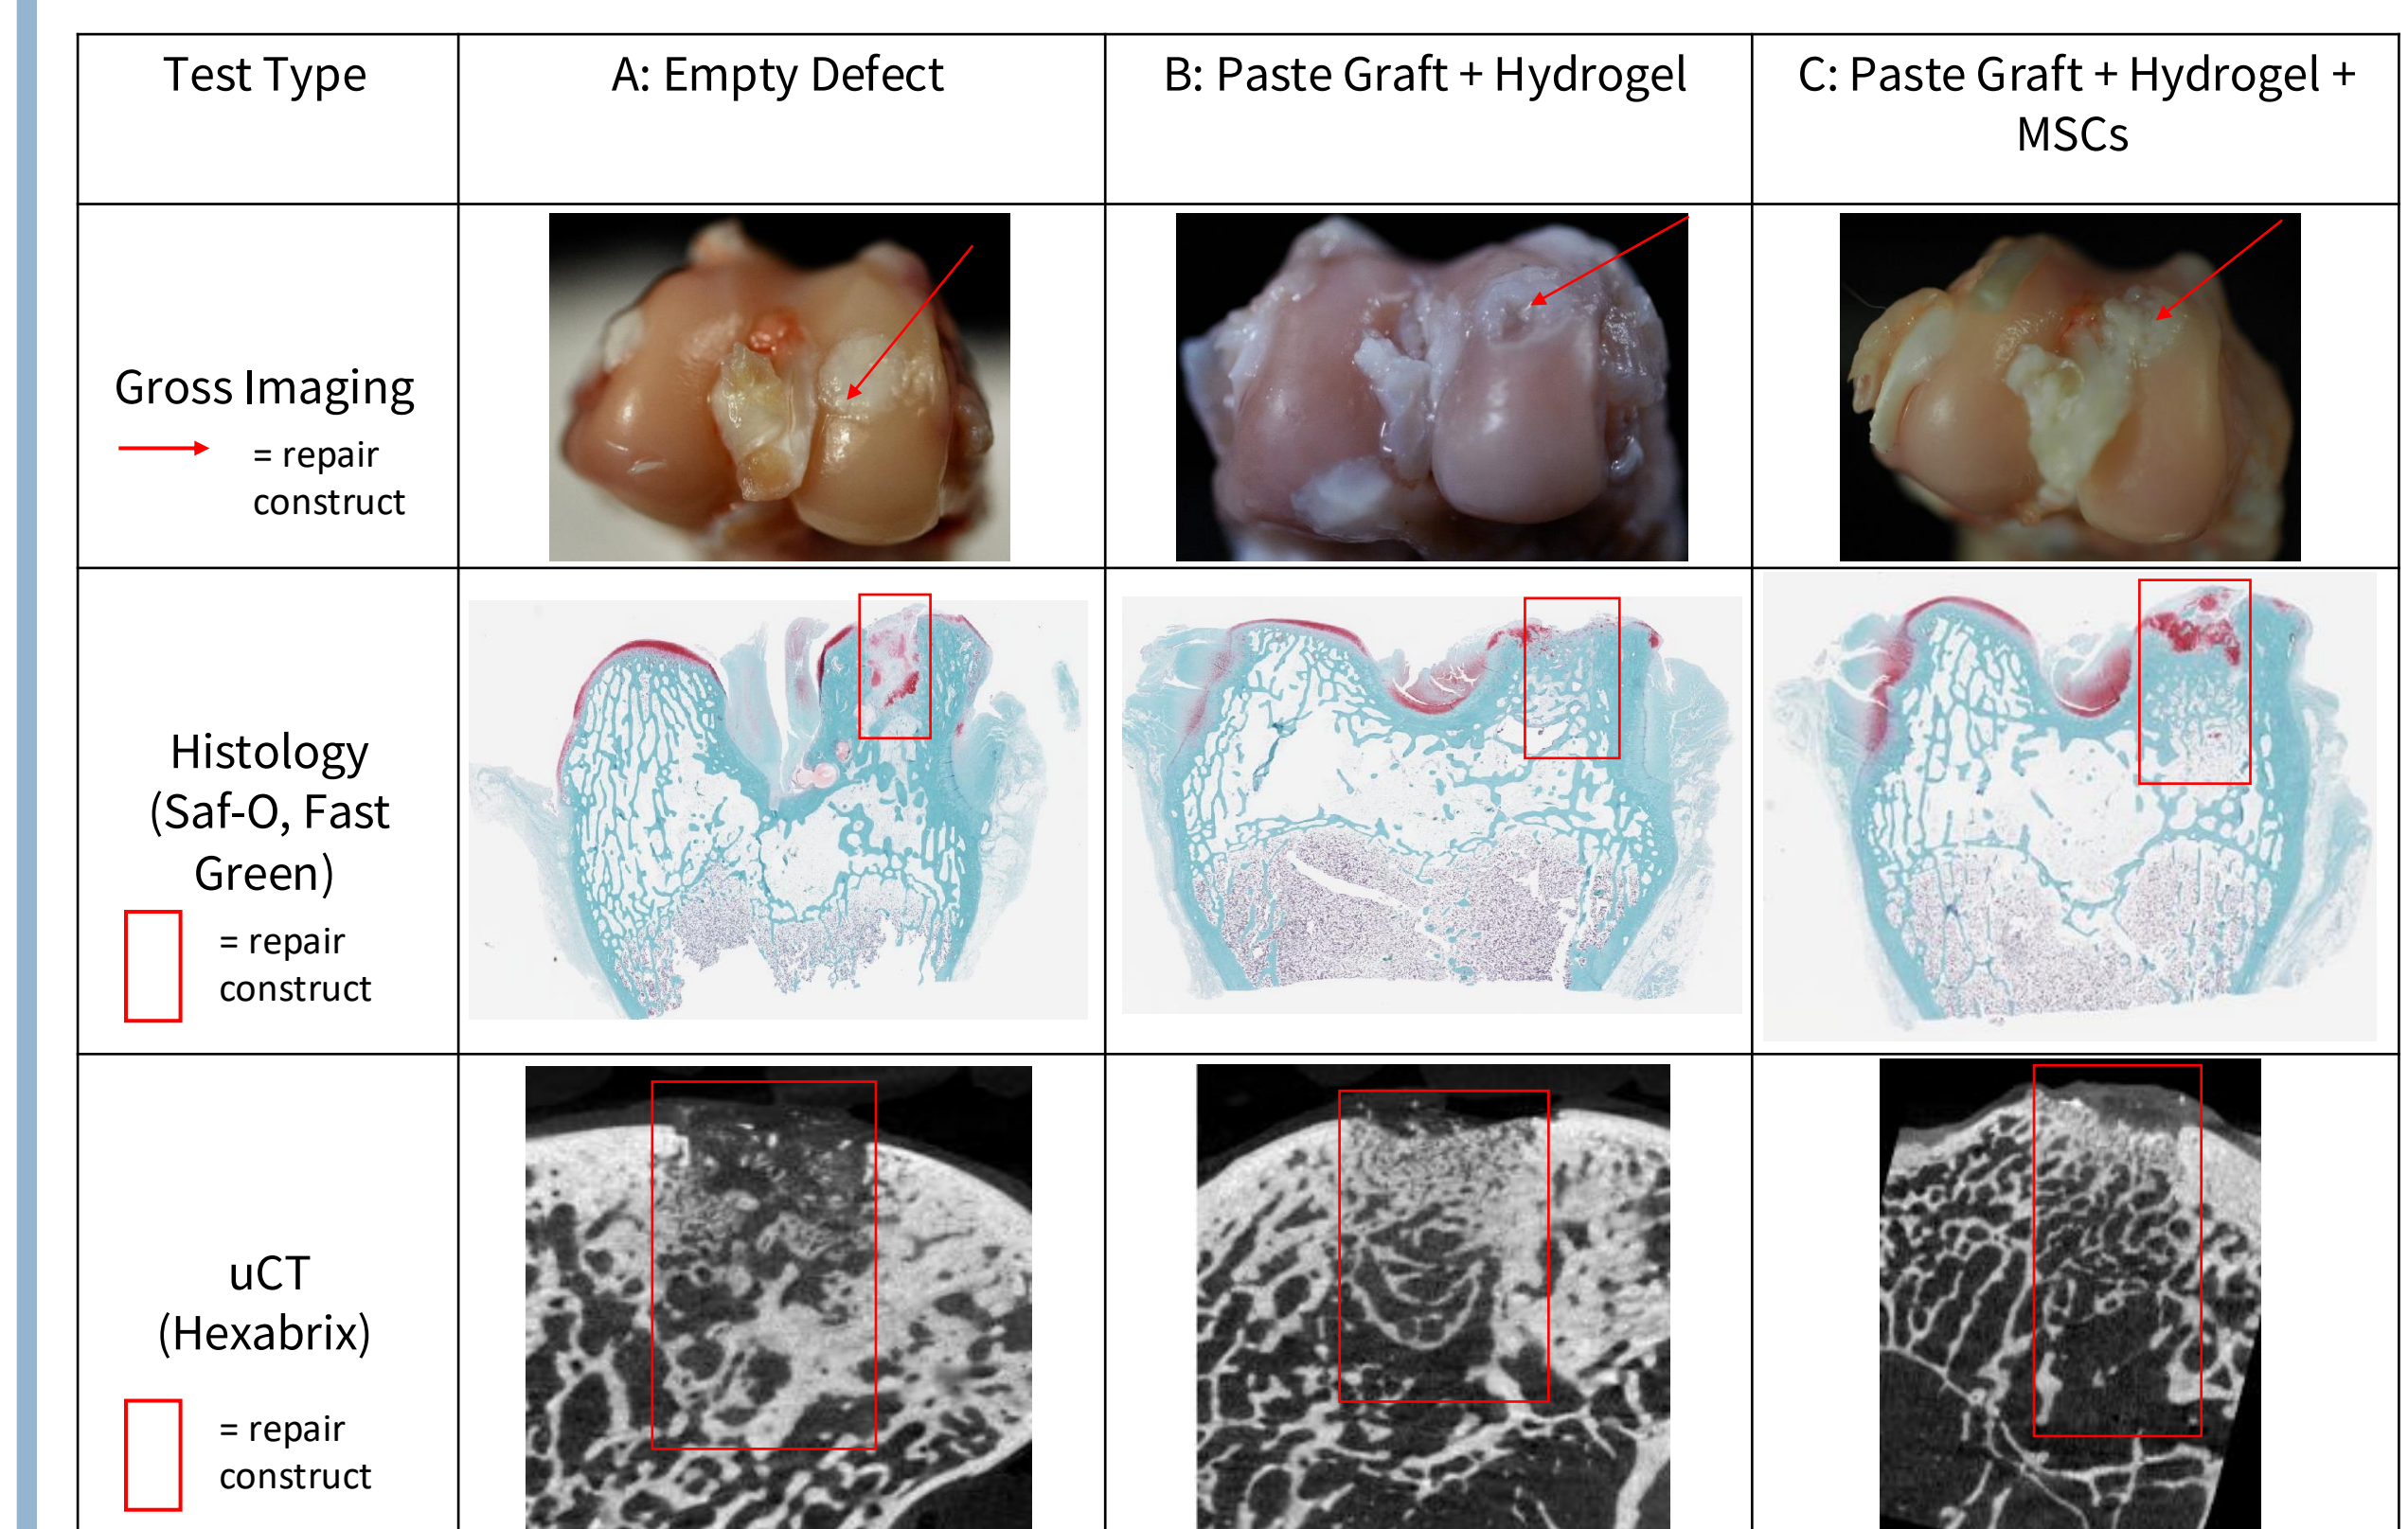 Test Type
A: Empty Defect
B: Paste Graft + Hydrogel
C: Paste Graft + Hydrogel +
MSCs
Gross Imaging
= repair
construct
Histology
(Saf-O, Fast
Green)
= repair
construct
uCT
(Hexabrix)
= repair
construct